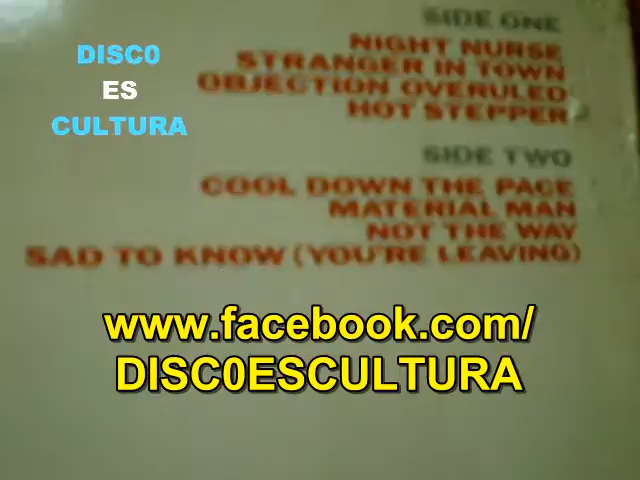 DISC0
ES
CULTURA
SIDE ONE
NIGHT NURSE
STRANGER IN TOWN
OBJECTION OVERULED
HOT STEPPER
SIDE TWO
COOL DOWN THE PACE
MATERIAL MAN
NOT THE WAY
SAD TO KNOW (YOU'RE LEAVING)
www.facebook.com/
DISC0ESCULTURA